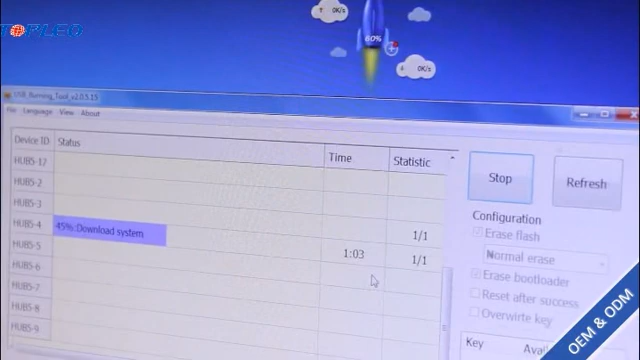 TOPLEO
0K/s
60%
0K/s
USB_Burning_Tool_v2.0.5.15
File Language View About
Device ID Status Time Statistic
HUB5-12
HUB5-2
HUB5-3
HUB5-4 45%:Download system 1/1
HUB5-5 1:03 1/1
HUB5-6
HUB5-7
HUB5-8
HUB5-9
Stop
Refresh
Configuration
Erase flash
Normal erase
Erase bootloader
Reset after success
Overwirte key
Key
OEM & ODM